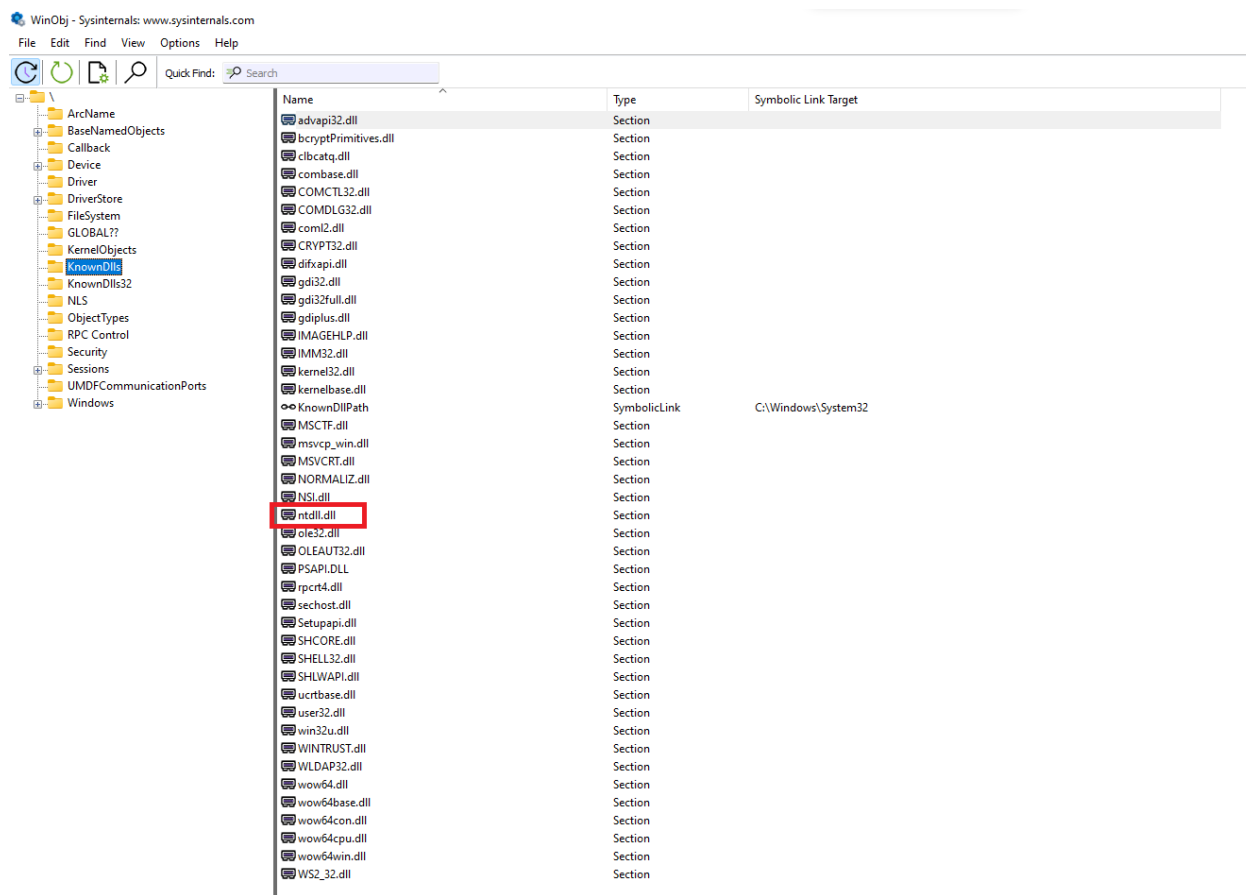 WinObj - Sysinternals: www.sysinternals.com
File Edit Find View Options Help
Quick Find: Search
\
ArcName
BaseNamedObjects
Callback
Device
Driver
DriverStore
FileSystem
GLOBAL??
KernelObjects
KnownDlls
KnownDlls32
NLS
ObjectTypes
RPC Control
Security
Sessions
UMDFCommunicationPorts
Windows
Name Type Symbolic Link Target
advapi32.dll Section
bcryptPrimitives.dll Section
clbcatq.dll Section
combase.dll Section
COMCTL32.dll Section
COMDLG32.dll Section
coml2.dll Section
CRYPT32.dll Section
difxapi.dll Section
gdi32.dll Section
gdi32full.dll Section
gdiplus.dll Section
IMAGEHLP.dll Section
IMM32.dll Section
kernel32.dll Section
kernelbase.dll Section
KnownDllPath SymbolicLink C:\Windows\System32
MSCTF.dll Section
msvcp_win.dll Section
MSVCRT.dll Section
NORMALIZ.dll Section
NSI.dll Section
ntdll.dll Section
ole32.dll Section
OLEAUT32.dll Section
PSAPI.DLL Section
rpcrt4.dll Section
sechost.dll Section
Setupapi.dll Section
SHCORE.dll Section
SHELL32.dll Section
SHLWAPI.dll Section
ucrtbase.dll Section
user32.dll Section
win32u.dll Section
WINTRUST.dll Section
WLDAP32.dll Section
wow64.dll Section
wow64base.dll Section
wow64con.dll Section
wow64cpu.dll Section
wow64win.dll Section
WS2_32.dll Section